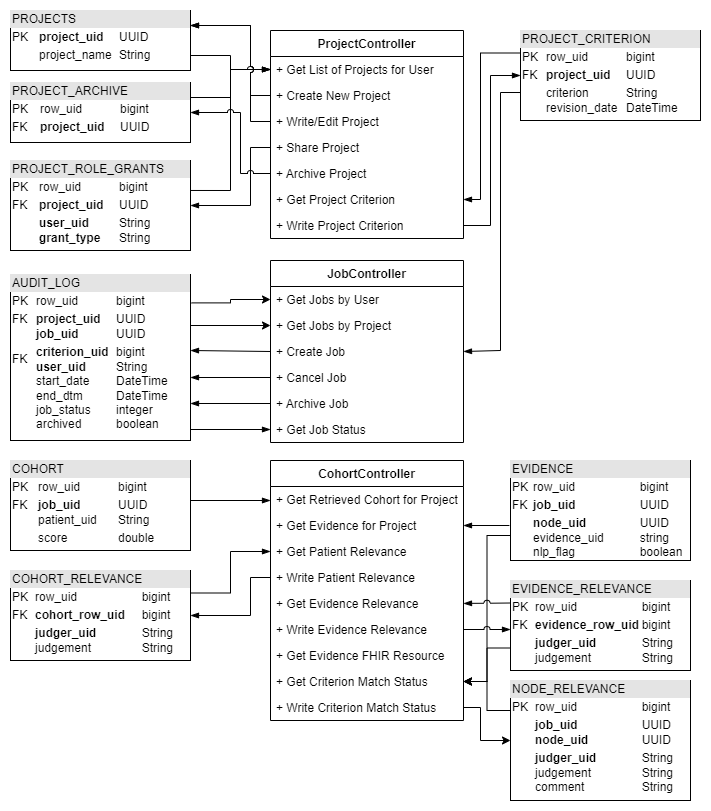 PROJECTS
PK project_uid UUID
project_name String
PROJECT_ARCHIVE
PK row_uid bigint
FK project_uid UUID
PROJECT_ROLE_GRANTS
PK row_uid bigint
FK project_uid UUID
user_uid String
grant_type String
ProjectController
+ Get List of Projects for User
+ Create New Project
+ Write/Edit Project
+ Share Project
+ Archive Project
+ Get Project Criterion
+ Write Project Criterion
PROJECT_CRITERION
PK row_uid bigint
FK project_uid UUID
criterion String
revision_date DateTime
AUDIT_LOG
PK row_uid bigint
FK project_uid UUID
job_uid UUID
FK criterion_uid bigint
user_uid String
start_date DateTime
end_dtm DateTime
job_status integer
archived boolean
JobController
+ Get Jobs by User
+ Get Jobs by Project
+ Create Job
+ Cancel Job
+ Archive Job
+ Get Job Status
COHORT
PK row_uid bigint
FK job_uid UUID
patient_uid String
score double
COHORT_RELEVANCE
PK row_uid bigint
FK cohort_row_uid bigint
judger_uid String
judgement String
CohortController
+ Get Retrieved Cohort for Project
+ Get Evidence for Project
+ Get Patient Relevance
+ Write Patient Relevance
+ Get Evidence Relevance
+ Write Evidence Relevance
+ Get Evidence FHIR Resource
+ Get Criterion Match Status
+ Write Criterion Match Status
EVIDENCE
PK row_uid bigint
FK job_uid UUID
node_uid UUID
evidence_uid string
nlp_flag boolean
EVIDENCE_RELEVANCE
PK row_uid bigint
FK evidence_row_uid bigint
judger_uid String
judgement String
NODE_RELEVANCE
PK row_uid bigint
job_uid UUID
node_uid UUID
judger_uid String
judgement String
comment String